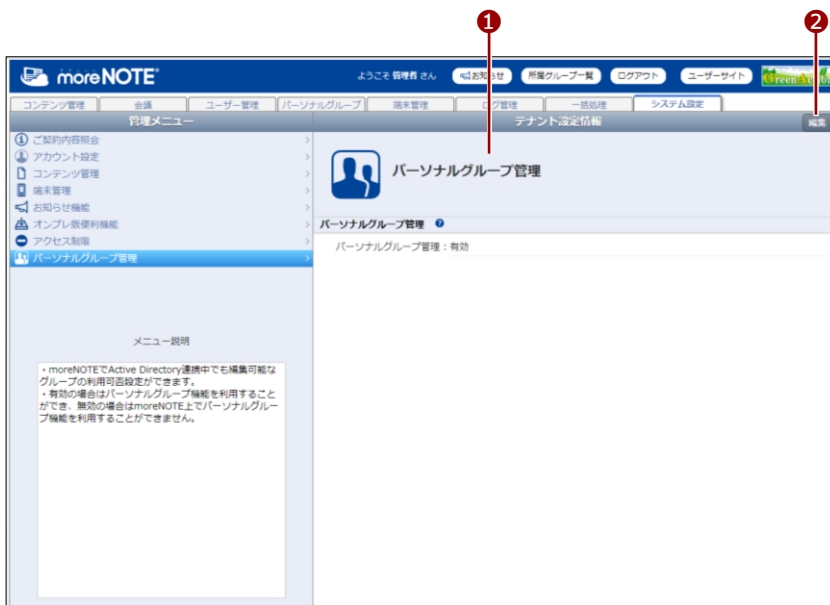 1 2
moreNOTE ようこそ 管理者 さん お知らせ 所属グループ一覧 ログアウト ユーザーサイト
コンテンツ管理 会議 ユーザー管理 パーソナルグループ 端末管理 ログ管理 一括処理 システム設定
管理メニュー テナント設定情報 編集
ご契約内容照会
アカウント設定
コンテンツ管理
端末管理
お知らせ機能
オンプレ版便利機能
アクセス制限
パーソナルグループ管理
パーソナルグループ管理
パーソナルグループ管理
パーソナルグループ管理:有効
メニュー説明
・moreNOTEでActive Directory連携中でも編集可能な
グループの利用可否設定ができます。
・有効の場合はパーソナルグループ機能を利用すること
ができ、無効の場合はmoreNOTE上でパーソナルグルー
プ機能を利用することができません。